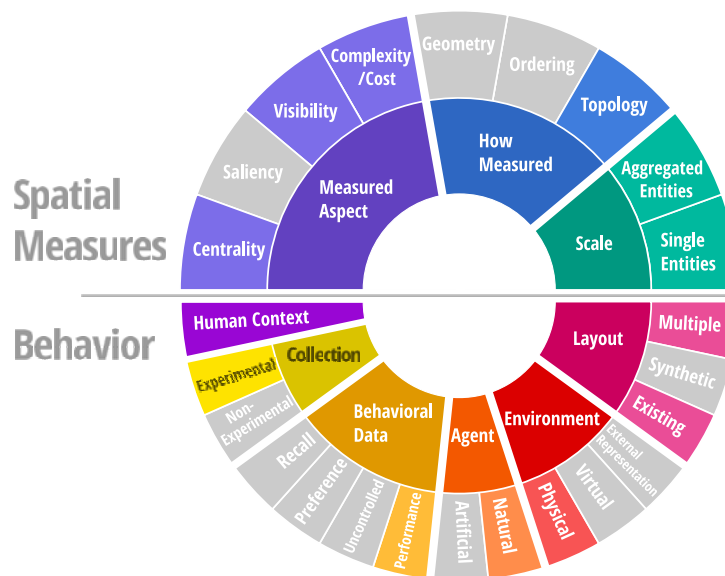 Spatial
Measures
Behavior
Centrality
Saliency
Visibility
Complexity
/Cost
Geometry
Ordering
Topology
Aggregated
Entities
Single
Entities
Measured
Aspect
How
Measured
Scale
Human Context
Collection
Experimental
Non-
Experimental
Behavioral
Data
Recall
Preference
Uncontrolled
Performance
Agent
Artificial
Natural
Environment
Physical
Virtual
External
Representation
Layout
Multiple
Synthetic
Existing